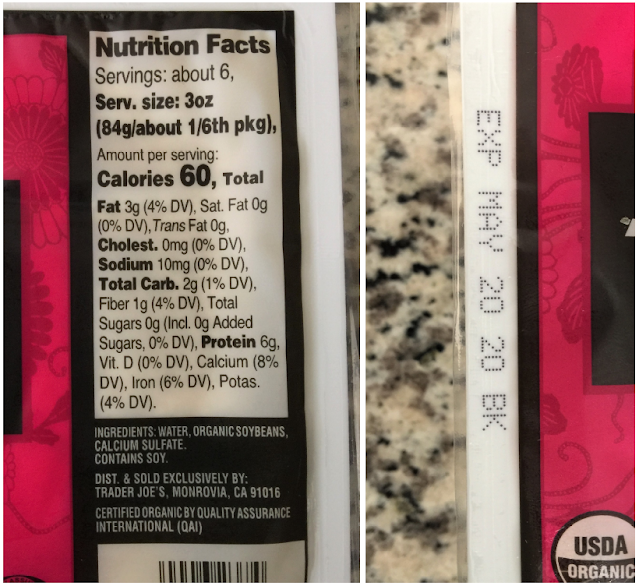 Nutrition Facts
Servings: about 6,
Serv. size: 3oz
(84g/about 1/6th pkg),
Amount per serving:
Calories 60, Total
Fat 3g (4% DV), Sat. Fat 0g
(0% DV), Trans Fat 0g,
Cholest. 0mg (0% DV),
Sodium 10mg (0% DV),
Total Carb. 2g (1% DV),
Fiber 1g (4% DV), Total
Sugars 0g (Incl. 0g Added
Sugars, 0% DV), Protein 6g,
Vit. D (0% DV), Calcium (8%
DV), Iron (6% DV), Potas.
(4% DV).
INGREDIENTS: WATER, ORGANIC SOYBEANS,
CALCIUM SULFATE.
CONTAINS SOY.
DIST. & SOLD EXCLUSIVELY BY:
TRADER JOE'S, MONROVIA, CA 91016
CERTIFIED ORGANIC BY QUALITY ASSURANCE
INTERNATIONAL (QAI)
EXP MAY 20 20 BK
USDA
ORGANIC